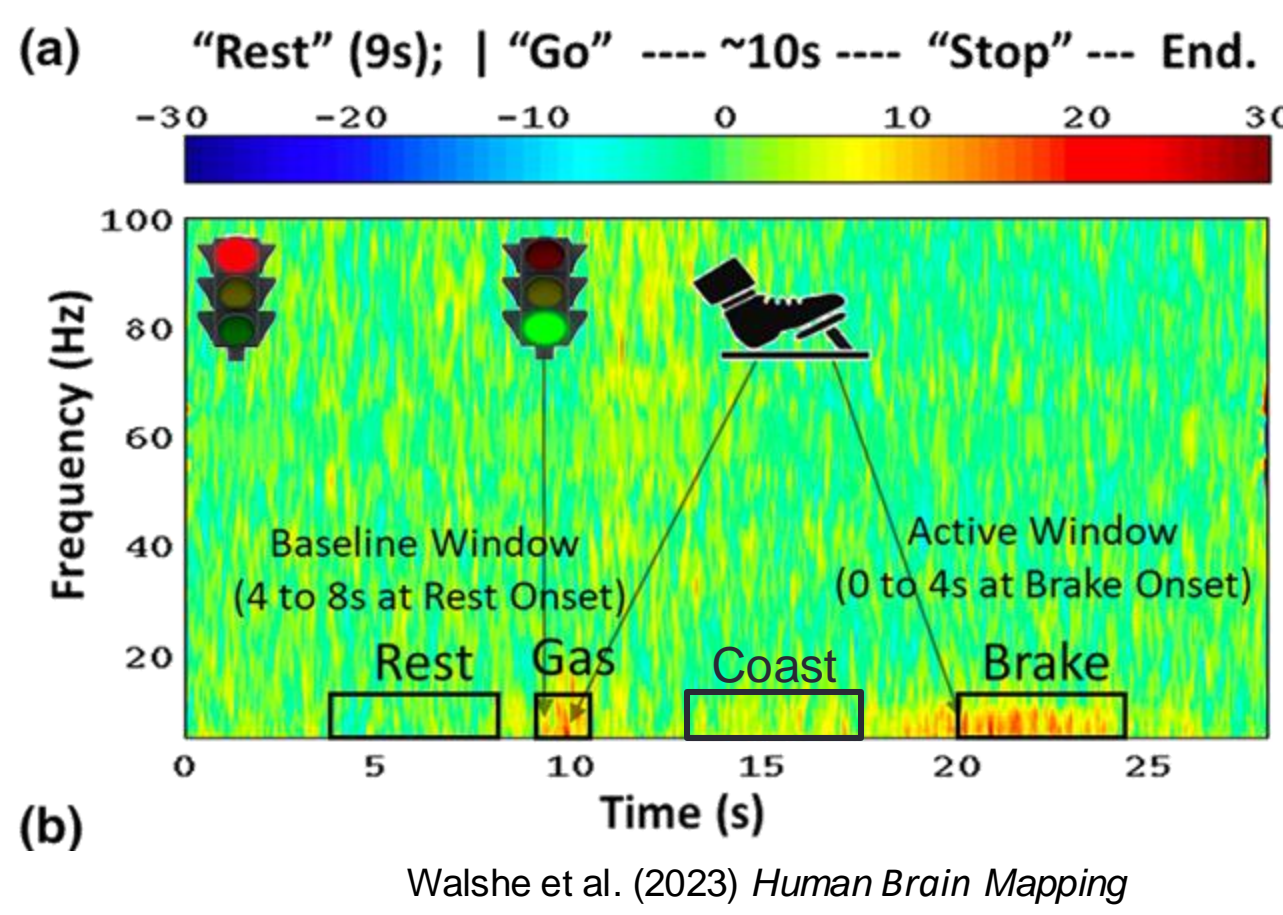 (a) “Rest” (9s); | “Go” ---- ~10s ---- “Stop” --- End.
−30 −20 −10 0 10 20 30
100
80
60
40
20
Frequency (Hz)
Baseline Window
(4 to 8s at Rest Onset)
Active Window
(0 to 4s at Brake Onset)
Rest Gas Coast Brake
0 5 10 15 20 25
Time (s)
(b)
Walshe et al. (2023) Human Brain Mapping